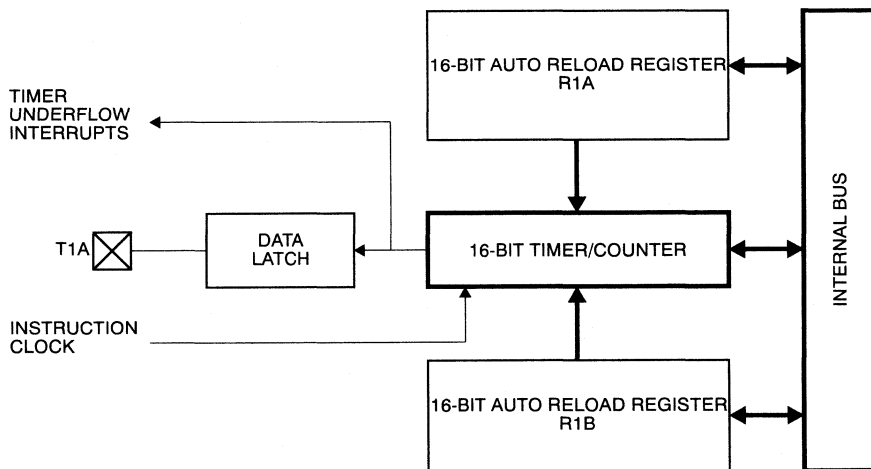 16-BIT AUTO RELOAD REGISTER
R1A
TIMER
UNDERFLOW
INTERRUPTS
T1A
DATA
LATCH
16-BIT TIMER/COUNTER
INTERNAL BUS
INSTRUCTION
CLOCK
16-BIT AUTO RELOAD REGISTER
R1B